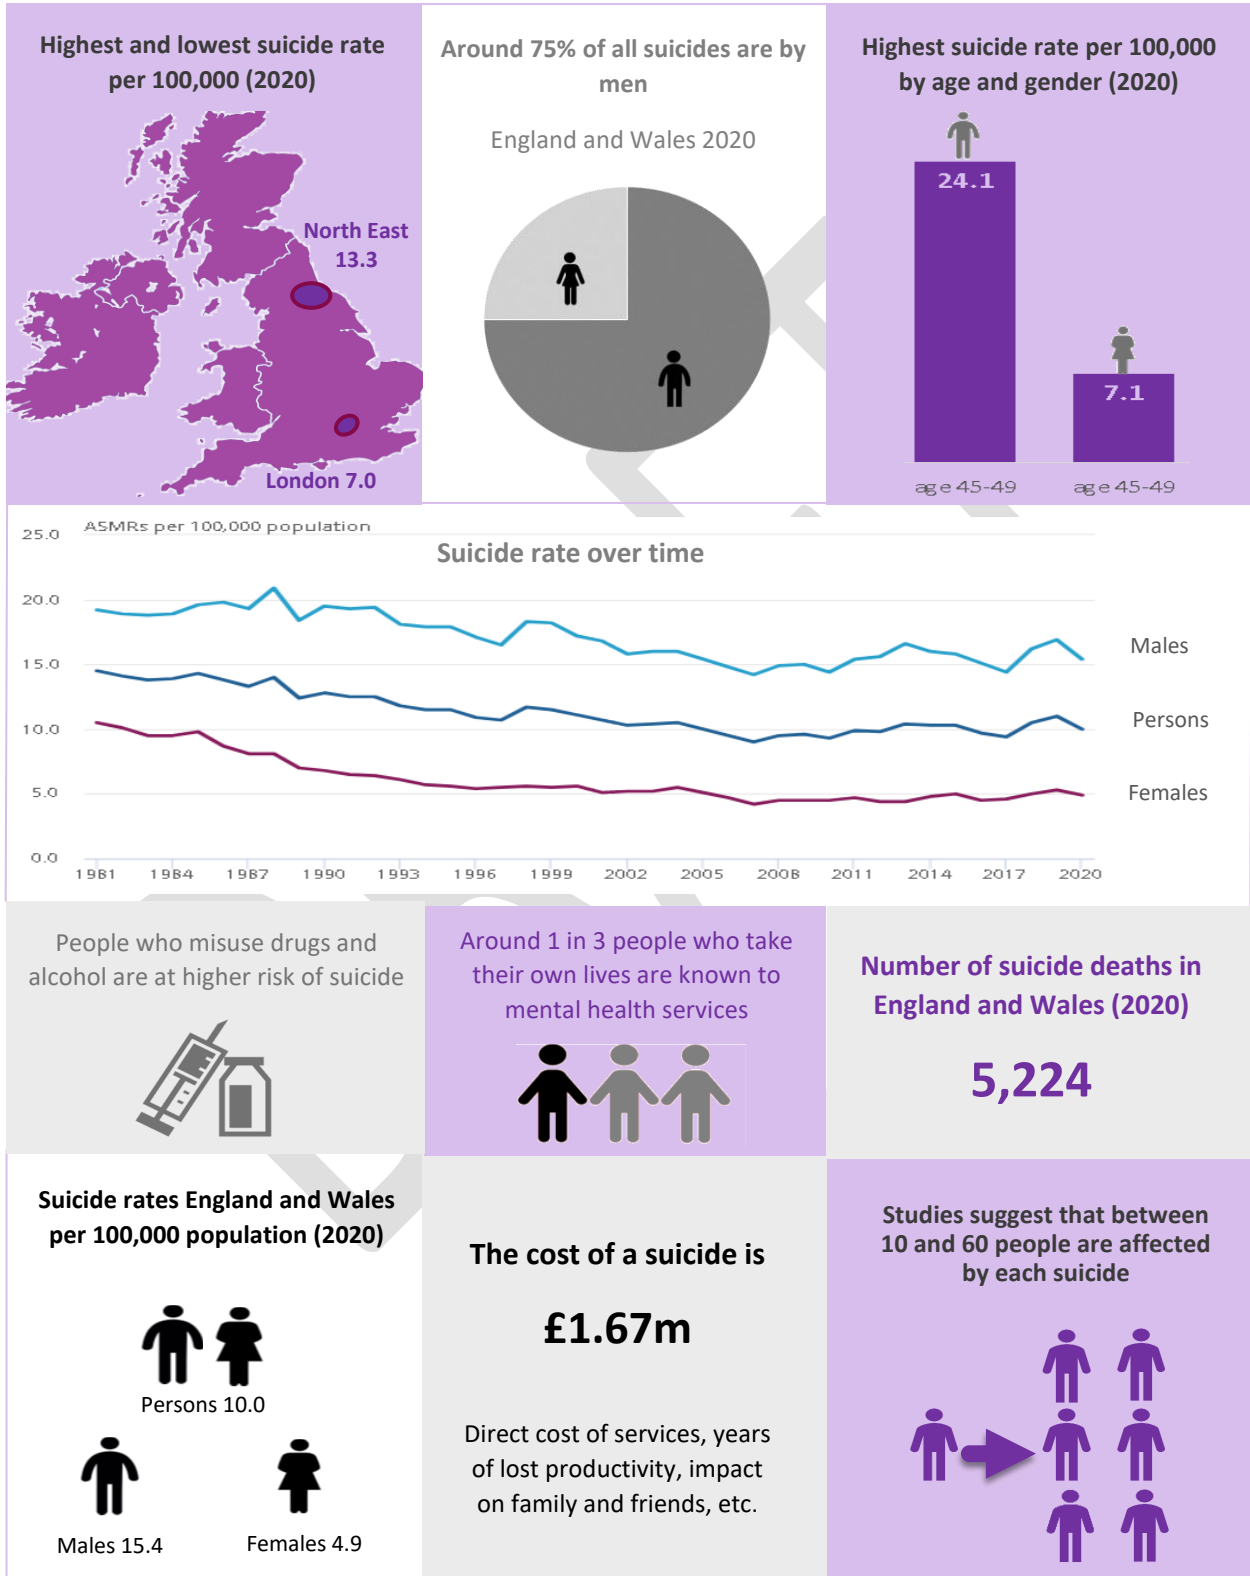 Highest and lowest suicide rate
per 100,000 (2020)
North East
13.3
London 7.0
Around 75% of all suicides are by
men
England and Wales 2020
Highest suicide rate per 100,000
by age and gender (2020)
24.1
7.1
age 45-49
age 45-49
ASMRs per 100,000 population
Suicide rate over time
25.0
20.0
15.0
10.0
5.0
0.0
Males
Persons
Females
1981 1984 1987 1990 1993 1996 1999 2002 2005 2008 2011 2014 2017 2020
People who misuse drugs and
alcohol are at higher risk of suicide
Around 1 in 3 people who take
their own lives are known to
mental health services
Number of suicide deaths in
England and Wales (2020)
5,224
Suicide rates England and Wales
per 100,000 population (2020)
Persons 10.0
Males 15.4
Females 4.9
The cost of a suicide is
£1.67m
Direct cost of services, years
of lost productivity, impact
on family and friends, etc.
Studies suggest that between
10 and 60 people are affected
by each suicide